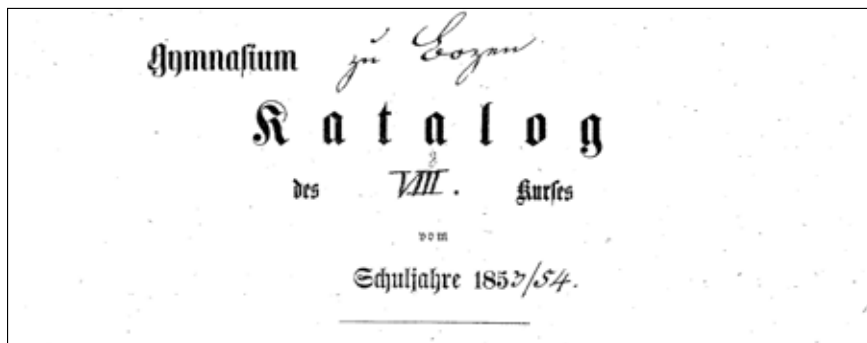 Gymnasium zu Bozen
Katalog
des VIII. Kurses
vom
Schuljahre 1853/54.